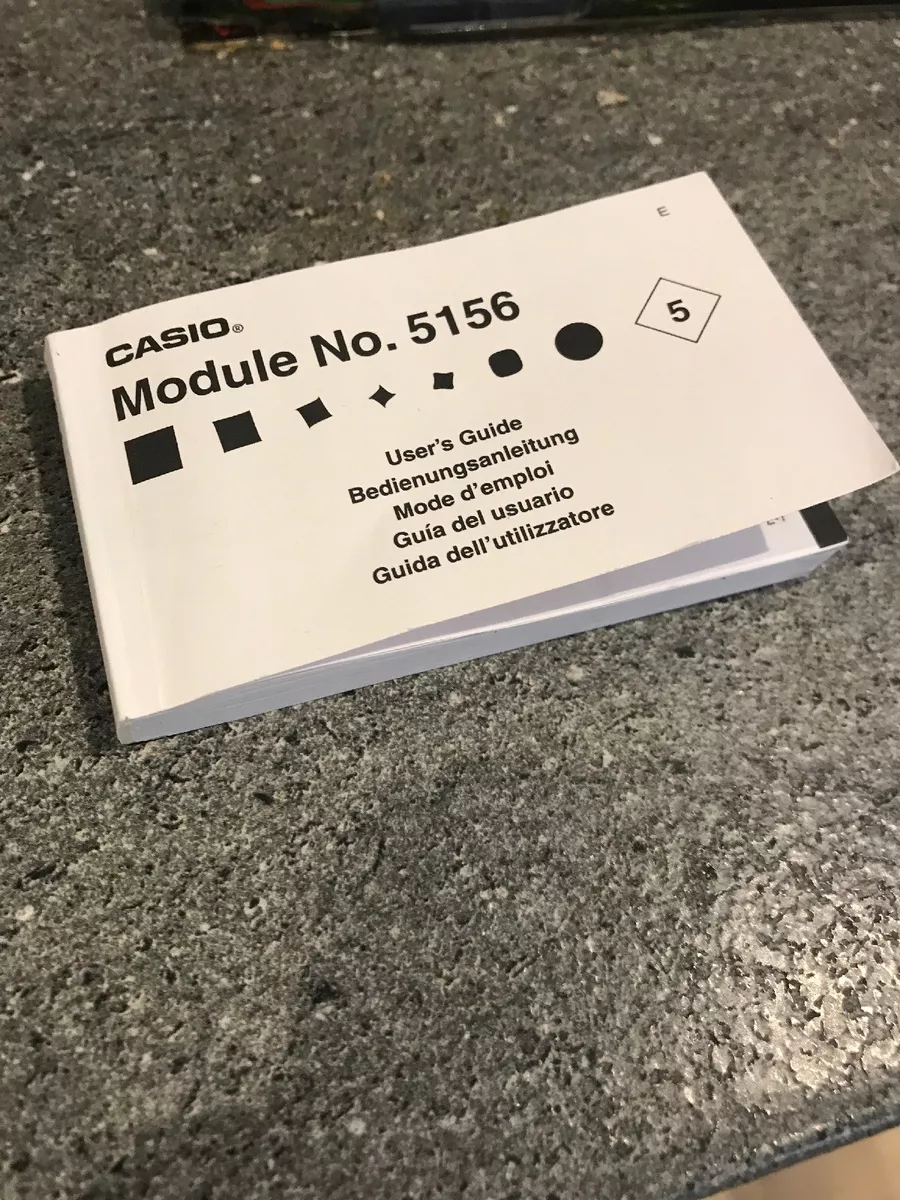 E
CASIO®
Module No. 5156
5
User's Guide
Bedienungsanleitung
Mode d'emploi
Guía del usuario
Guida dell'utilizzatore